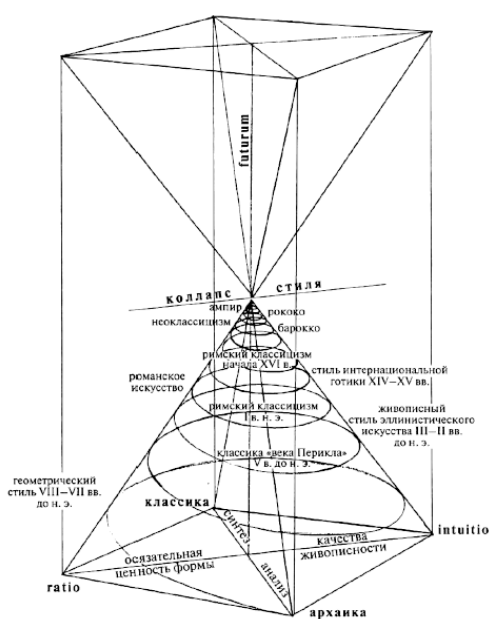 futurum
коллапс стиля
ампир
рококо
неоклассицизм
барокко
римский классицизм
начала XVI в.
стиль интернациональной
готики XIV–XV вв.
романское
искусство
римский классицизм
I в. н. э.
живописный
стиль эллинистического
искусства III–II вв.
до н. э.
классика «века Перикла»
V в. до н. э.
геометрический
стиль VIII–VII вв.
до н. э.
классика
синтез
intuitio
качества
живописности
осязательная
ценность формы
анализ
ratio
архаика